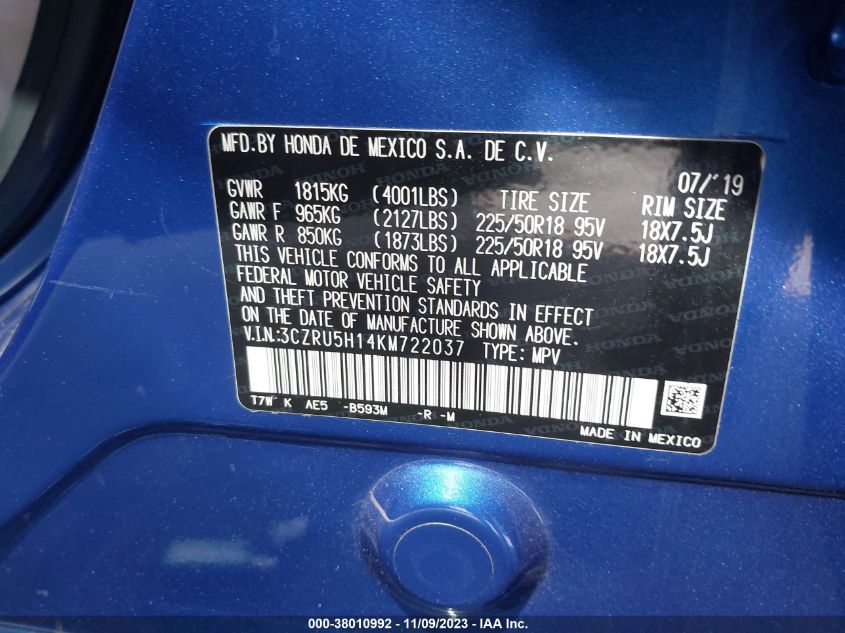 MFD.BY HONDA DE MEXICO S.A. DE C.V.
07/'19
GVWR 1815KG (4001LBS) TIRE SIZE RIM SIZE
GAWR F 965KG (2127LBS) 225/50R18 95V 18X7.5J
GAWR R 850KG (1873LBS) 225/50R18 95V 18X7.5J
THIS VEHICLE CONFORMS TO ALL APPLICABLE
FEDERAL MOTOR VEHICLE SAFETY
AND THEFT PREVENTION STANDARDS IN EFFECT
ON THE DATE OF MANUFACTURE SHOWN ABOVE.
V.I.N:3CZRU5H14KM722037 TYPE: MPV
T7W K AE5 -B593M -R -M
MADE IN MEXICO
000-38010992 - 11/09/2023 - IAA Inc.